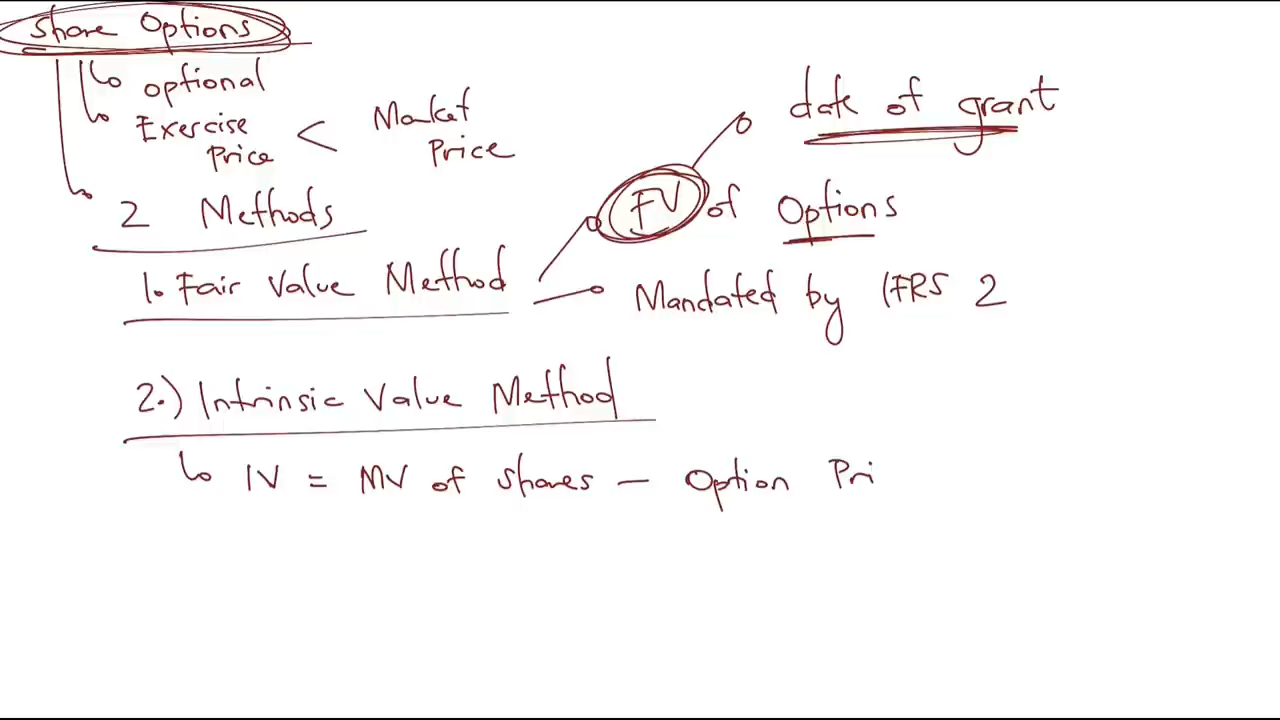 Share Options
optional
Exercise Price < Market Price
2 Methods
1. Fair Value Method
FV of Options
date of grant
Mandated by IFRS 2
2.) Intrinsic Value Method
IV = MV of shares - Option Pri